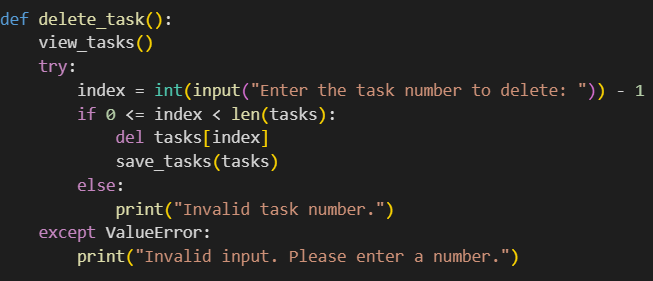 def delete_task():
    view_tasks()
    try:
        index = int(input("Enter the task number to delete: ")) - 1
        if 0 <= index < len(tasks):
            del tasks[index]
            save_tasks(tasks)
        else:
            print("Invalid task number.")
    except ValueError:
        print("Invalid input. Please enter a number.")